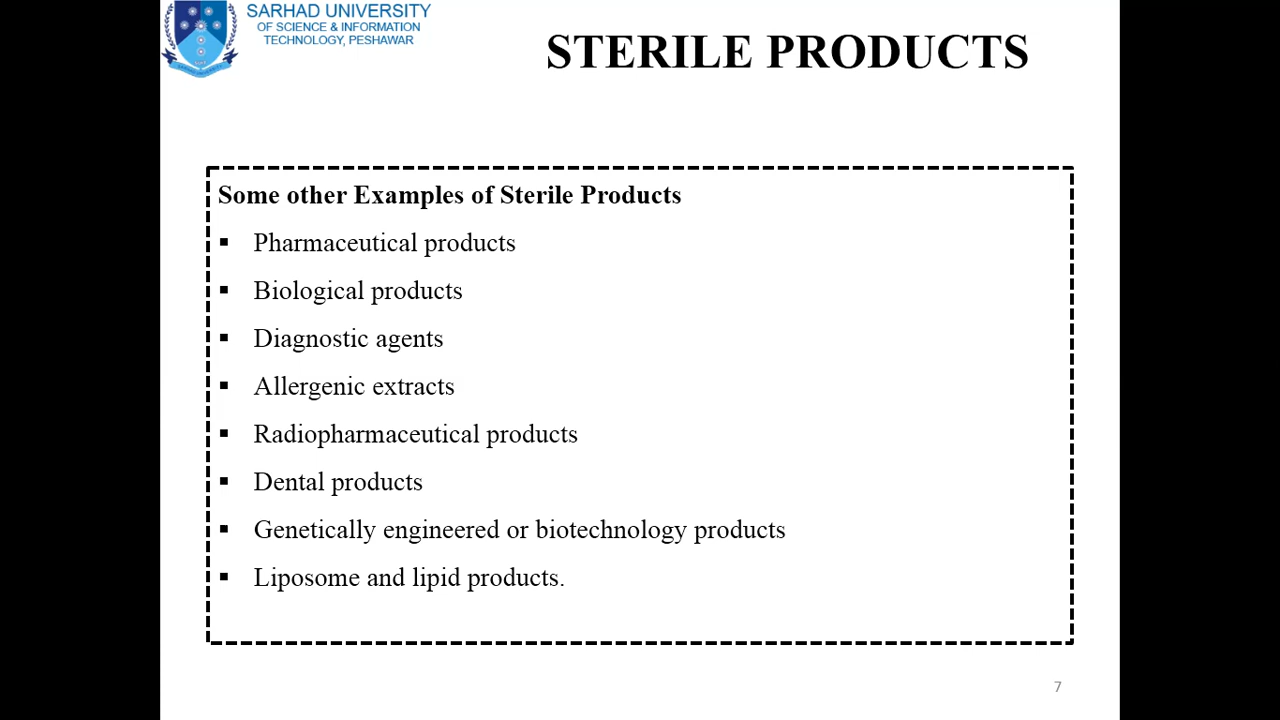 SARHAD UNIVERSITY
OF SCIENCE & INFORMATION
TECHNOLOGY, PESHAWAR
STERILE PRODUCTS
Some other Examples of Sterile Products
▪ Pharmaceutical products
▪ Biological products
▪ Diagnostic agents
▪ Allergenic extracts
▪ Radiopharmaceutical products
▪ Dental products
▪ Genetically engineered or biotechnology products
▪ Liposome and lipid products.
7